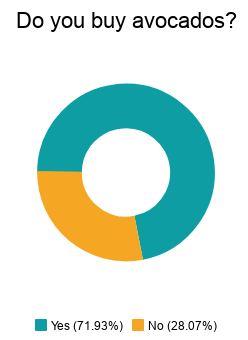 Do you buy avocados?
Yes (71.93%) No (28.07%)